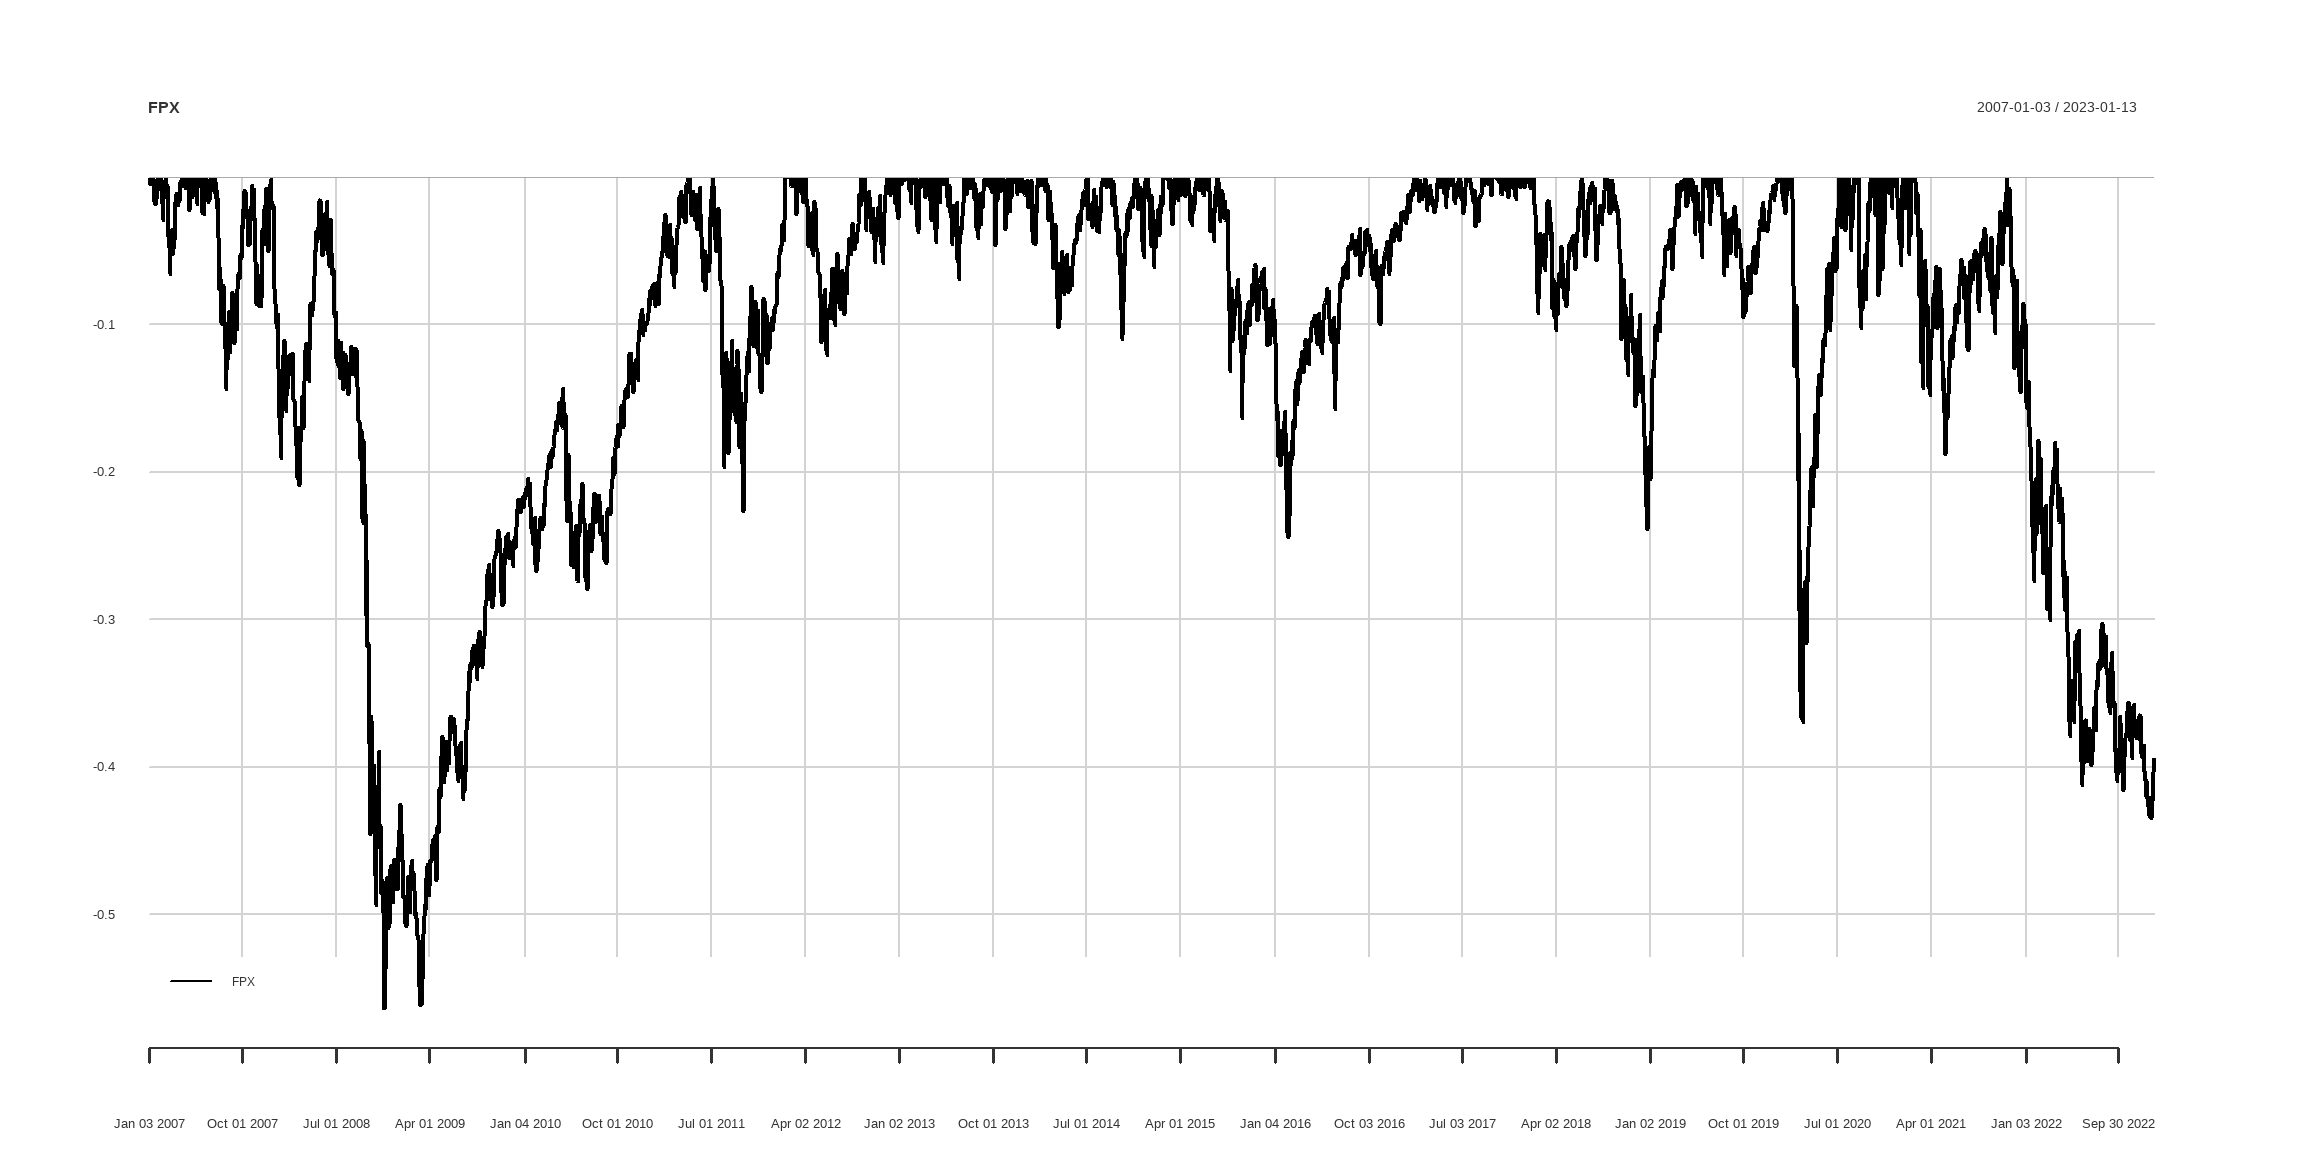 FPX
2007-01-03 / 2023-01-13
-0.1
-0.2
-0.3
-0.4
-0.5
FPX
Jan 03 2007 Oct 01 2007 Jul 01 2008 Apr 01 2009 Jan 04 2010 Oct 01 2010 Jul 01 2011 Apr 02 2012 Jan 02 2013 Oct 01 2013 Jul 01 2014 Apr 01 2015 Jan 04 2016 Oct 03 2016 Jul 03 2017 Apr 02 2018 Jan 02 2019 Oct 01 2019 Jul 01 2020 Apr 01 2021 Jan 03 2022 Sep 30 2022